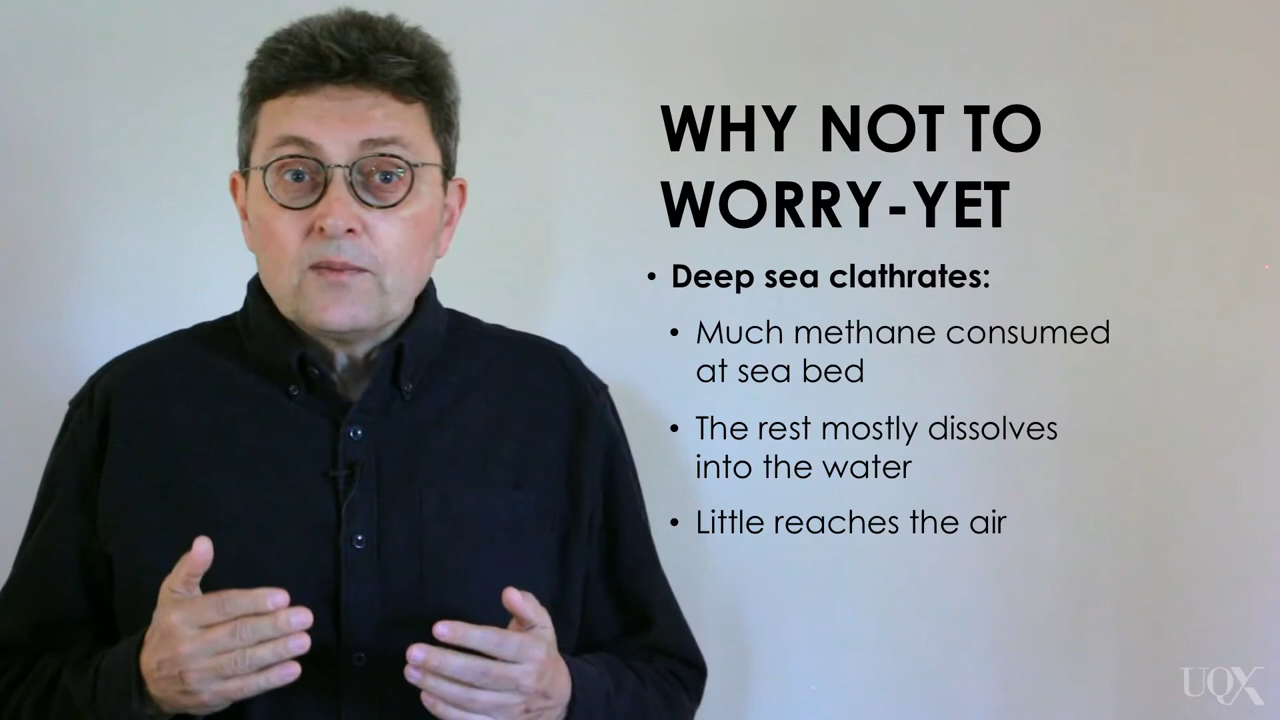 WHY NOT TO
WORRY-YET
• Deep sea clathrates:
• Much methane consumed
at sea bed
• The rest mostly dissolves
into the water
• Little reaches the air
UQX